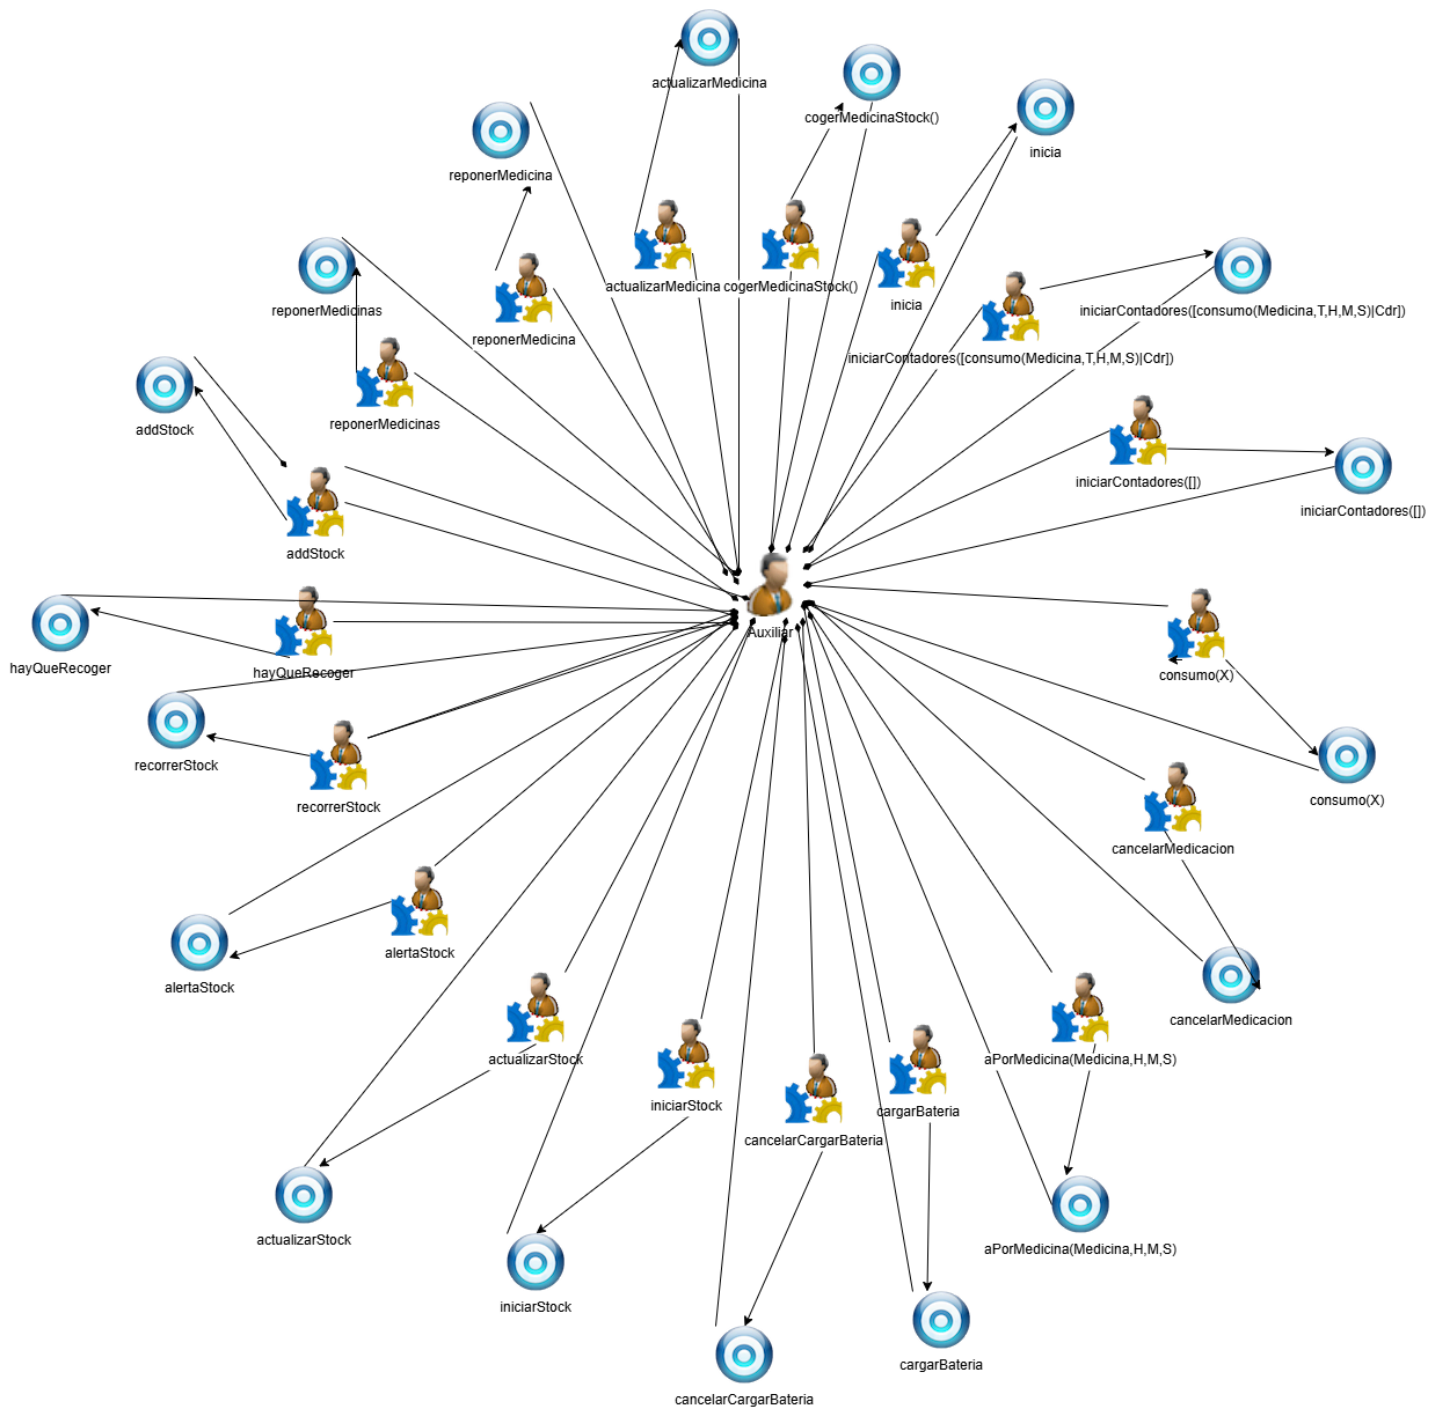 actualizarMedicina
cogerMedicinaStock()
inicia
reponerMedicina
actualizarMedicina
cogerMedicinaStock()
inicia
reponerMedicinas
iniciarContadores([consumo(Medicina,T,H,M,S)|Cdr])
reponerMedicina
iniciarContadores([consumo(Medicina,T,H,M,S)|Cdr])
reponerMedicinas
addStock
iniciarContadores([])
iniciarContadores([])
addStock
Auxiliar
hayQueRecoger
hayQueRecoger
consumo(X)
recorrerStock
recorrerStock
consumo(X)
cancelarMedicacion
alertaStock
alertaStock
cancelarMedicacion
actualizarStock
aPorMedicina(Medicina,H,M,S)
iniciarStock
cargarBateria
cancelarCargarBateria
actualizarStock
aPorMedicina(Medicina,H,M,S)
iniciarStock
cargarBateria
cancelarCargarBateria